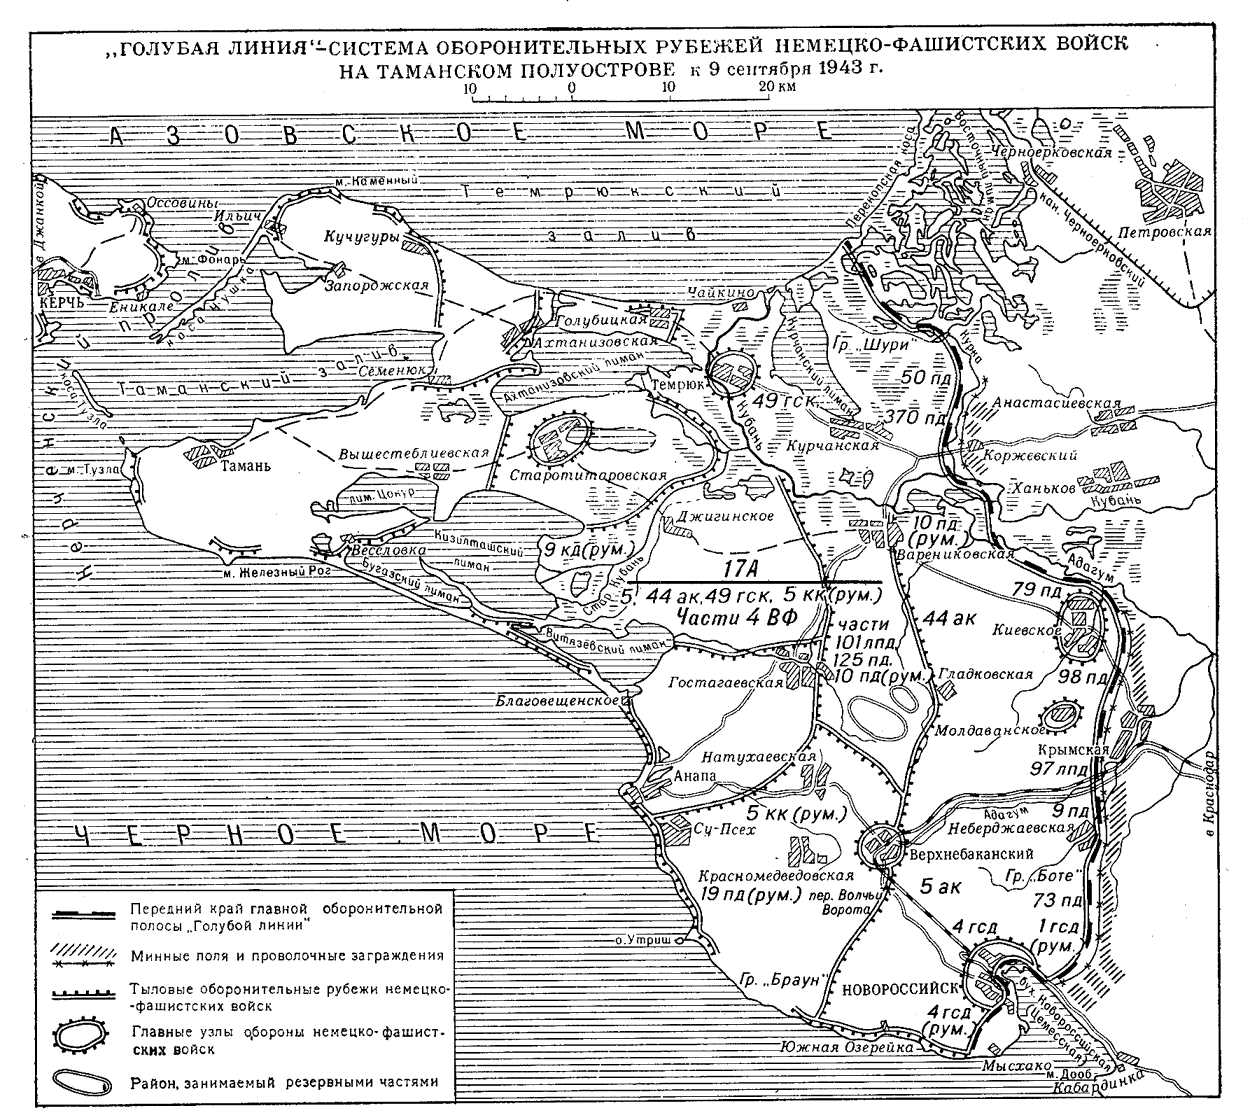 „ГОЛУБАЯ ЛИНИЯ“-СИСТЕМА ОБОРОНИТЕЛЬНЫХ РУБЕЖЕЙ НЕМЕЦКО-ФАШИСТСКИХ ВОЙСК
НА ТАМАНСКОМ ПОЛУОСТРОВЕ к 9 сентября 1943 г.
10 0 10 20 км
АЗОВСКОЕ МОРЕ
Темрюкский
залив
Перекопская коса
Восточный лиман
Черноерковская
кан. Черноерковский
Петровская
м. Каменный
в Джанкой
Оссовины
Ильич
Кучугуры
м. Фонарь
Запорджская
КЕРЧЬ
Еникале
коса Чушка
Керченский пролив
Чайкино
Голубицкая
Ахтанизовская
Гр. „Шури“
Курка
Таманский залив
коса Тузла
Семенюк
Ахтанизовский лиман
Темрюк
Курчанский лиман
50 пд
49 гск.
370 пд
Кубань
Курчанская
Анастасиевская
Коржевский
Вышестеблиевская
Старотитаровская
Тамань
м. Тузла
лим. Цокур
Ханьков
Кубань
Джигинское
10 пд
(рум.)
Варениковская
Адагум
Веселовка
Кизилташский
лиман
9 кд(рум.)
м. Железный Рог
Бугазский лиман
Стар. Кубань
17А
5, 44 ак, 49 гск, 5 кк(рум.)
Части 4 ВФ
79 пд
Киевское
части
101лпд,
125 пд,
10 пд(рум.)
44 ак
Витязевский лиман
Гостагаевская
Гладковская
98 пд
Благовещенское
Молдаванское
Крымская
Натухаевская
97лпд
Анапа
в Краснодар
5 кк (рум.)
Адагум
9 пд
Су-Псех
Неберджаевская
ЧЕРНОЕ МОРЕ
Верхнебаканский
Красномедведовская
Гр. „Боте“
19 пд(рум.)
пер. Волчьи
Ворота
5 ак
73 пд
4 гсд
1гсд
(рум.)
о. Утриш
Гр. „Браун“
НОВОРОССИЙСК
4 гсд
(рум.)
бух. Новороссийская
(Цемесская)
Южная Озерейка
Мысхако
м. Дооб
Кабардинка
Передний край главной оборонительной
полосы „Голубой линии“
Минные поля и проволочные заграждения
Тыловые оборонительные рубежи немецко-
-фашистских войск
Главные узлы обороны немецко-фашист-
ских войск
Район, занимаемый резервными частями